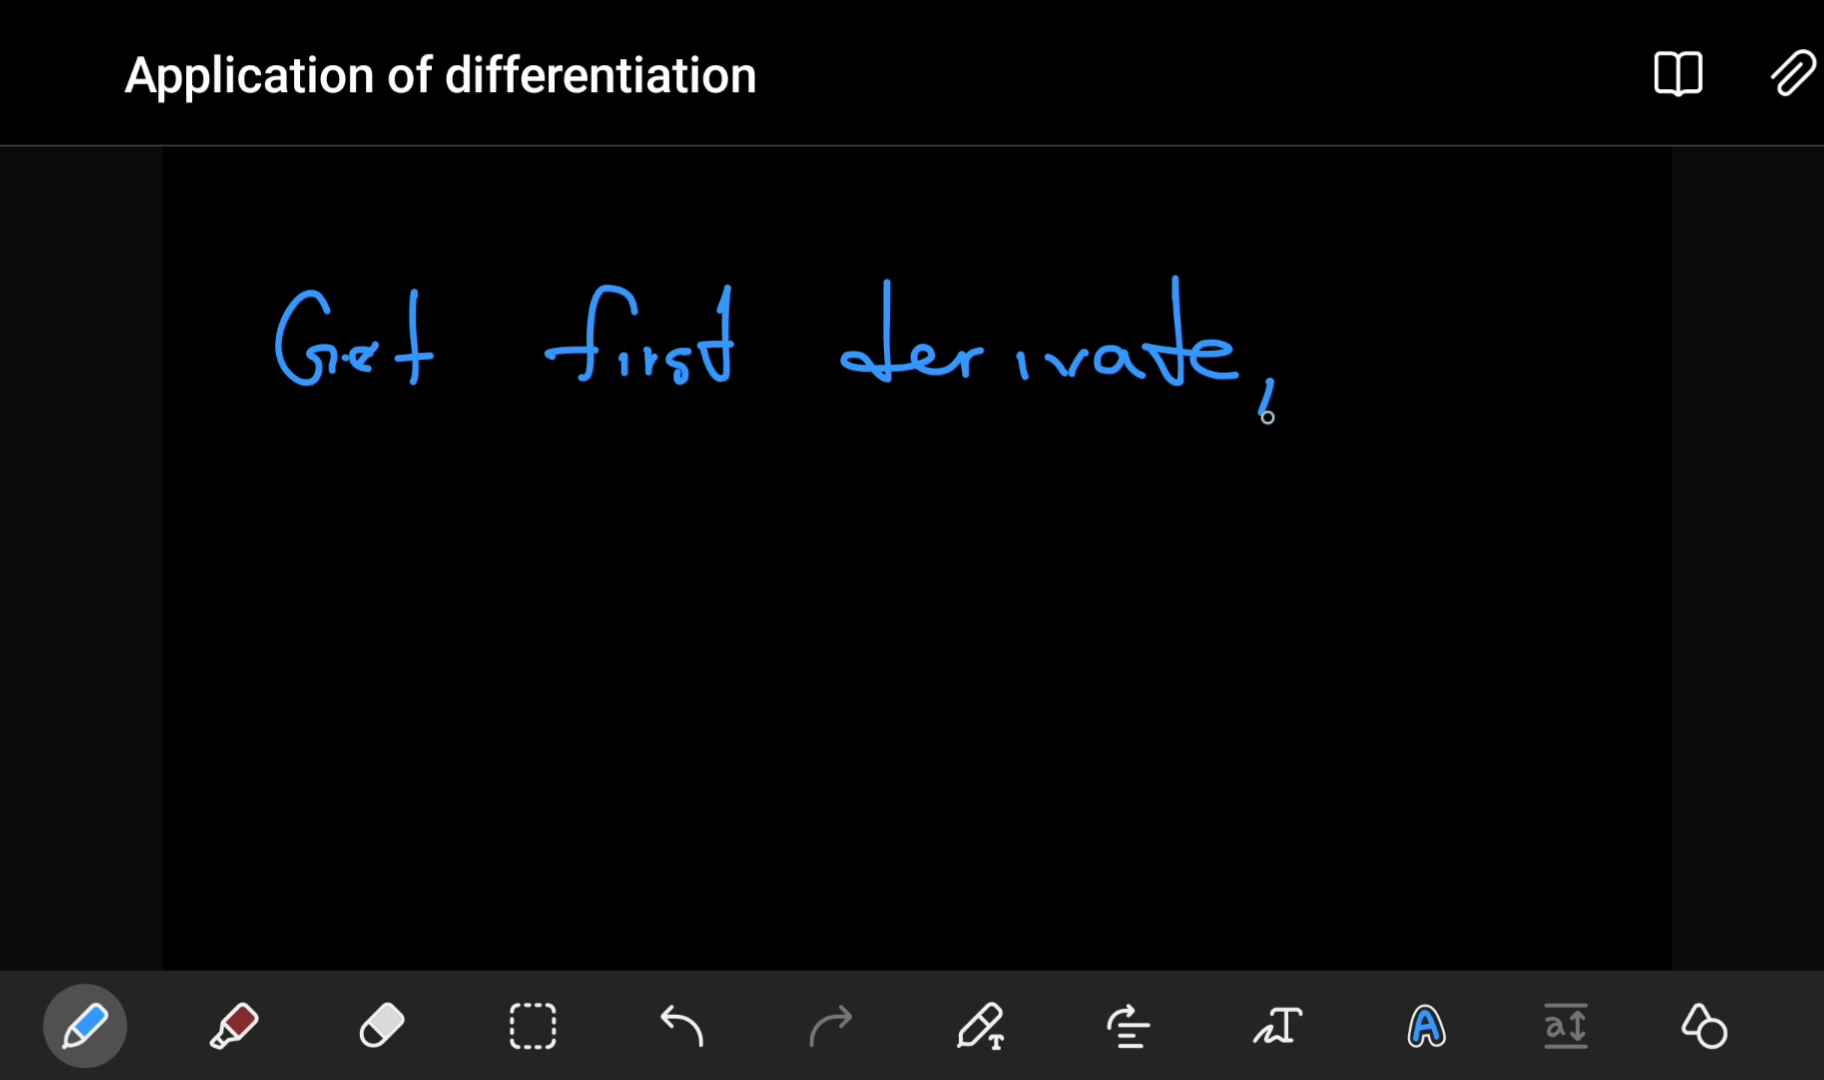 Application of differentiation
Get first derivate,